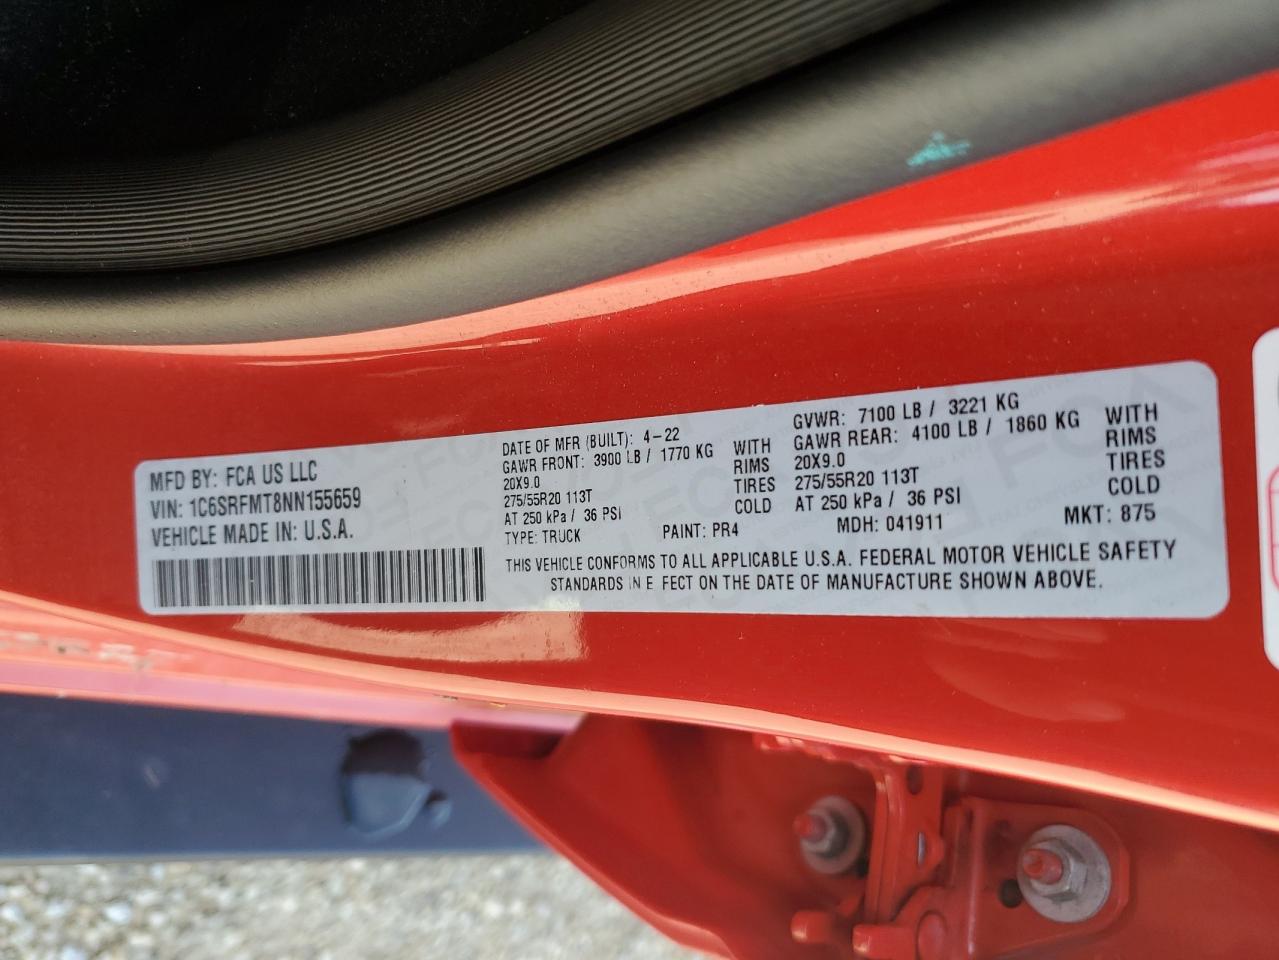 MFD BY: FCA US LLC
VIN: 1C6SRFMT8NN155659
VEHICLE MADE IN: U.S.A.
DATE OF MFR (BUILT): 4-22
GAWR FRONT: 3900 LB / 1770 KG WITH
20X9.0 RIMS
275/55R20 113T TIRES
AT 250 kPa / 36 PSI COLD
GVWR: 7100 LB / 3221 KG
GAWR REAR: 4100 LB / 1860 KG WITH
20X9.0 RIMS
275/55R20 113T TIRES
AT 250 kPa / 36 PSI COLD
TYPE: TRUCK PAINT: PR4 MDH: 041911 MKT: 875
THIS VEHICLE CONFORMS TO ALL APPLICABLE U.S.A. FEDERAL MOTOR VEHICLE SAFETY
STANDARDS IN E FECT ON THE DATE OF MANUFACTURE SHOWN ABOVE.